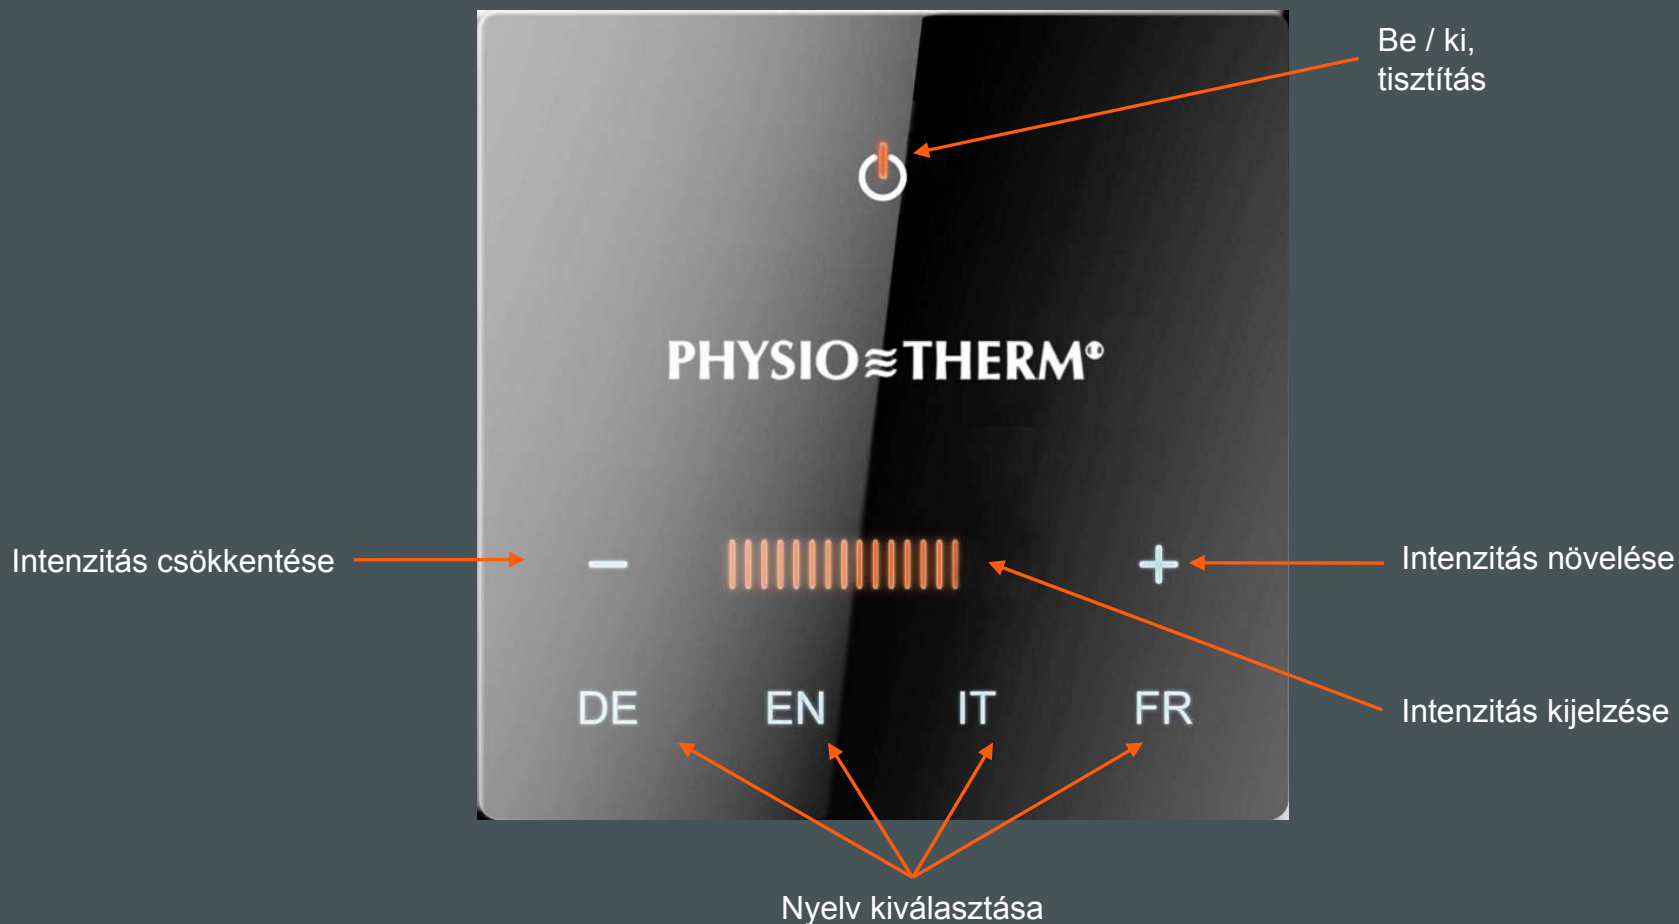 Be / ki,
tisztítás
PHYSIO≈THERM®
Intenzitás csökkentése
Intenzitás növelése
DE EN IT FR
Intenzitás kijelzése
Nyelv kiválasztása